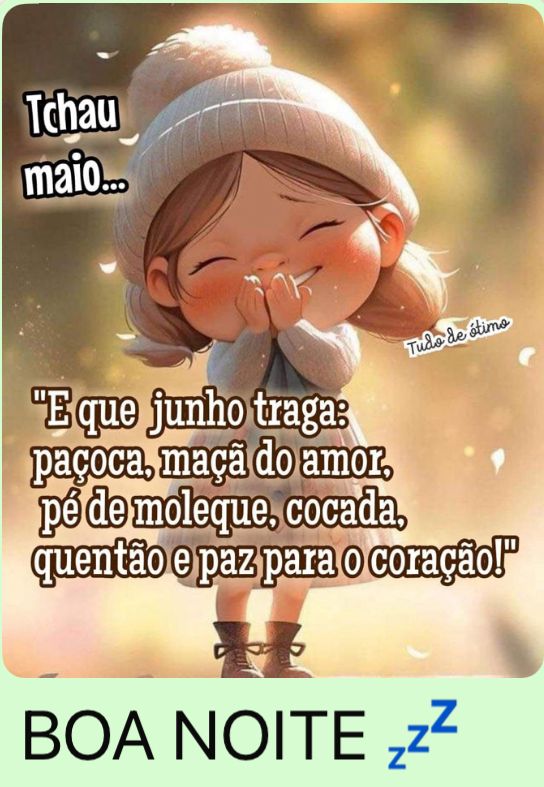 Tchau
maio...
Tudo de ótimo
"E que junho traga:
paçoca, maçã do amor,
pé de moleque, cocada,
quentão e paz para o coração!"
BOA NOITE 💤